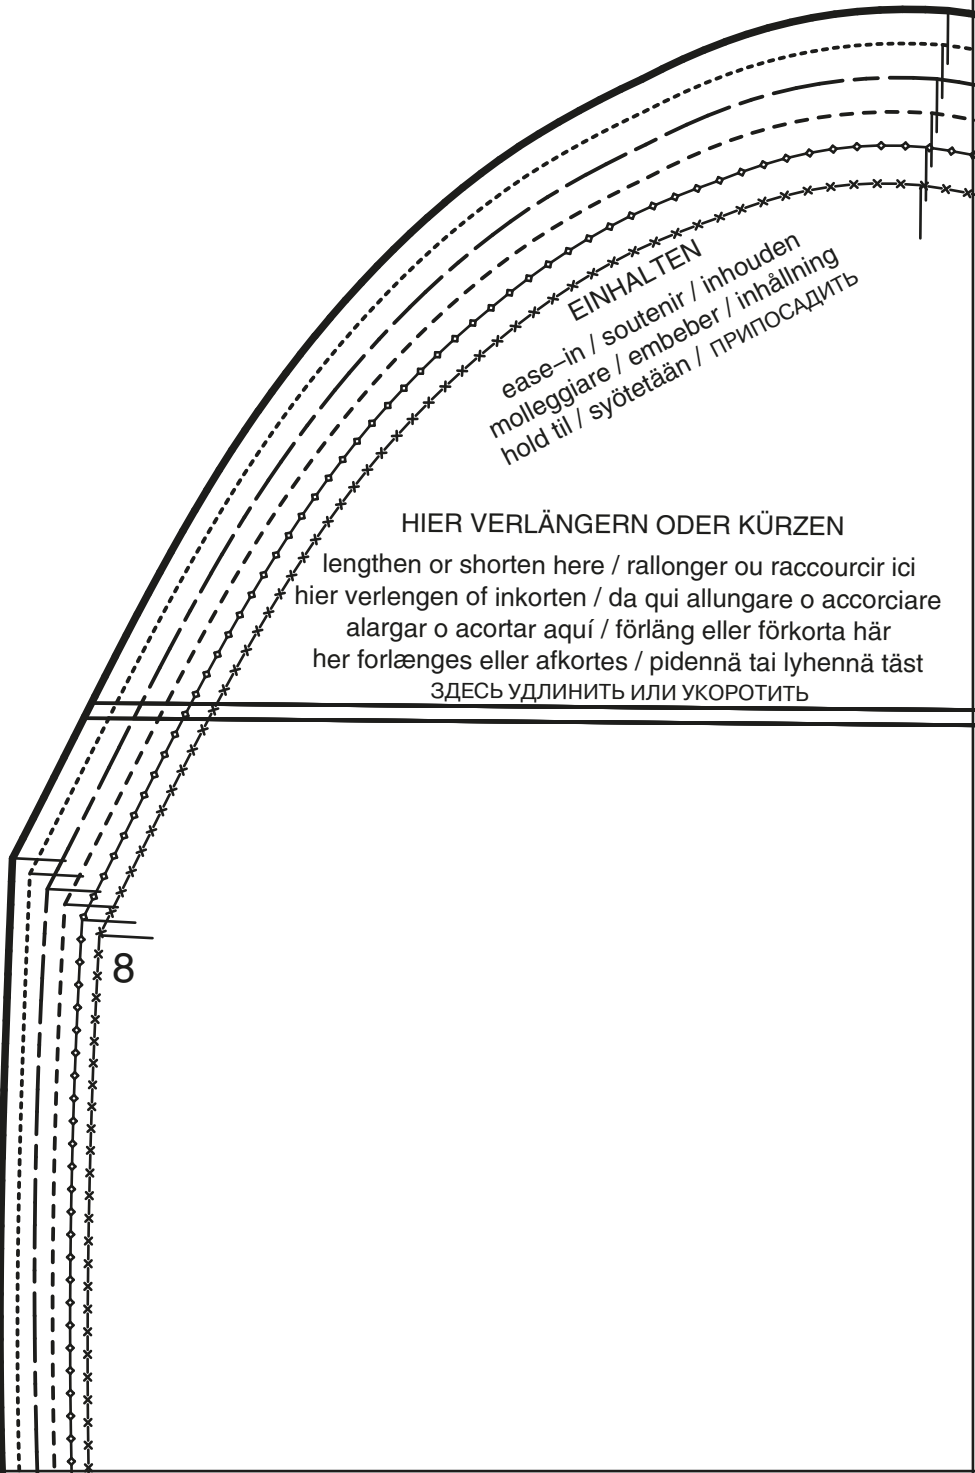 EINHALTEN
ease–in / soutenir / inhouden
molleggiare / embeber / inhållning
hold til / syötetään / ПРИПОСАДИТЬ
HIER VERLÄNGERN ODER KÜRZEN
lengthen or shorten here / rallonger ou raccourcir ici
hier verlengen of inkorten / da qui allungare o accorciare
alargar o acortar aquí / förläng eller förkorta här
her forlænges eller afkortes / pidennä tai lyhennä täst
ЗДЕСЬ УДЛИНИТЬ ИЛИ УКОРОТИТЬ
8